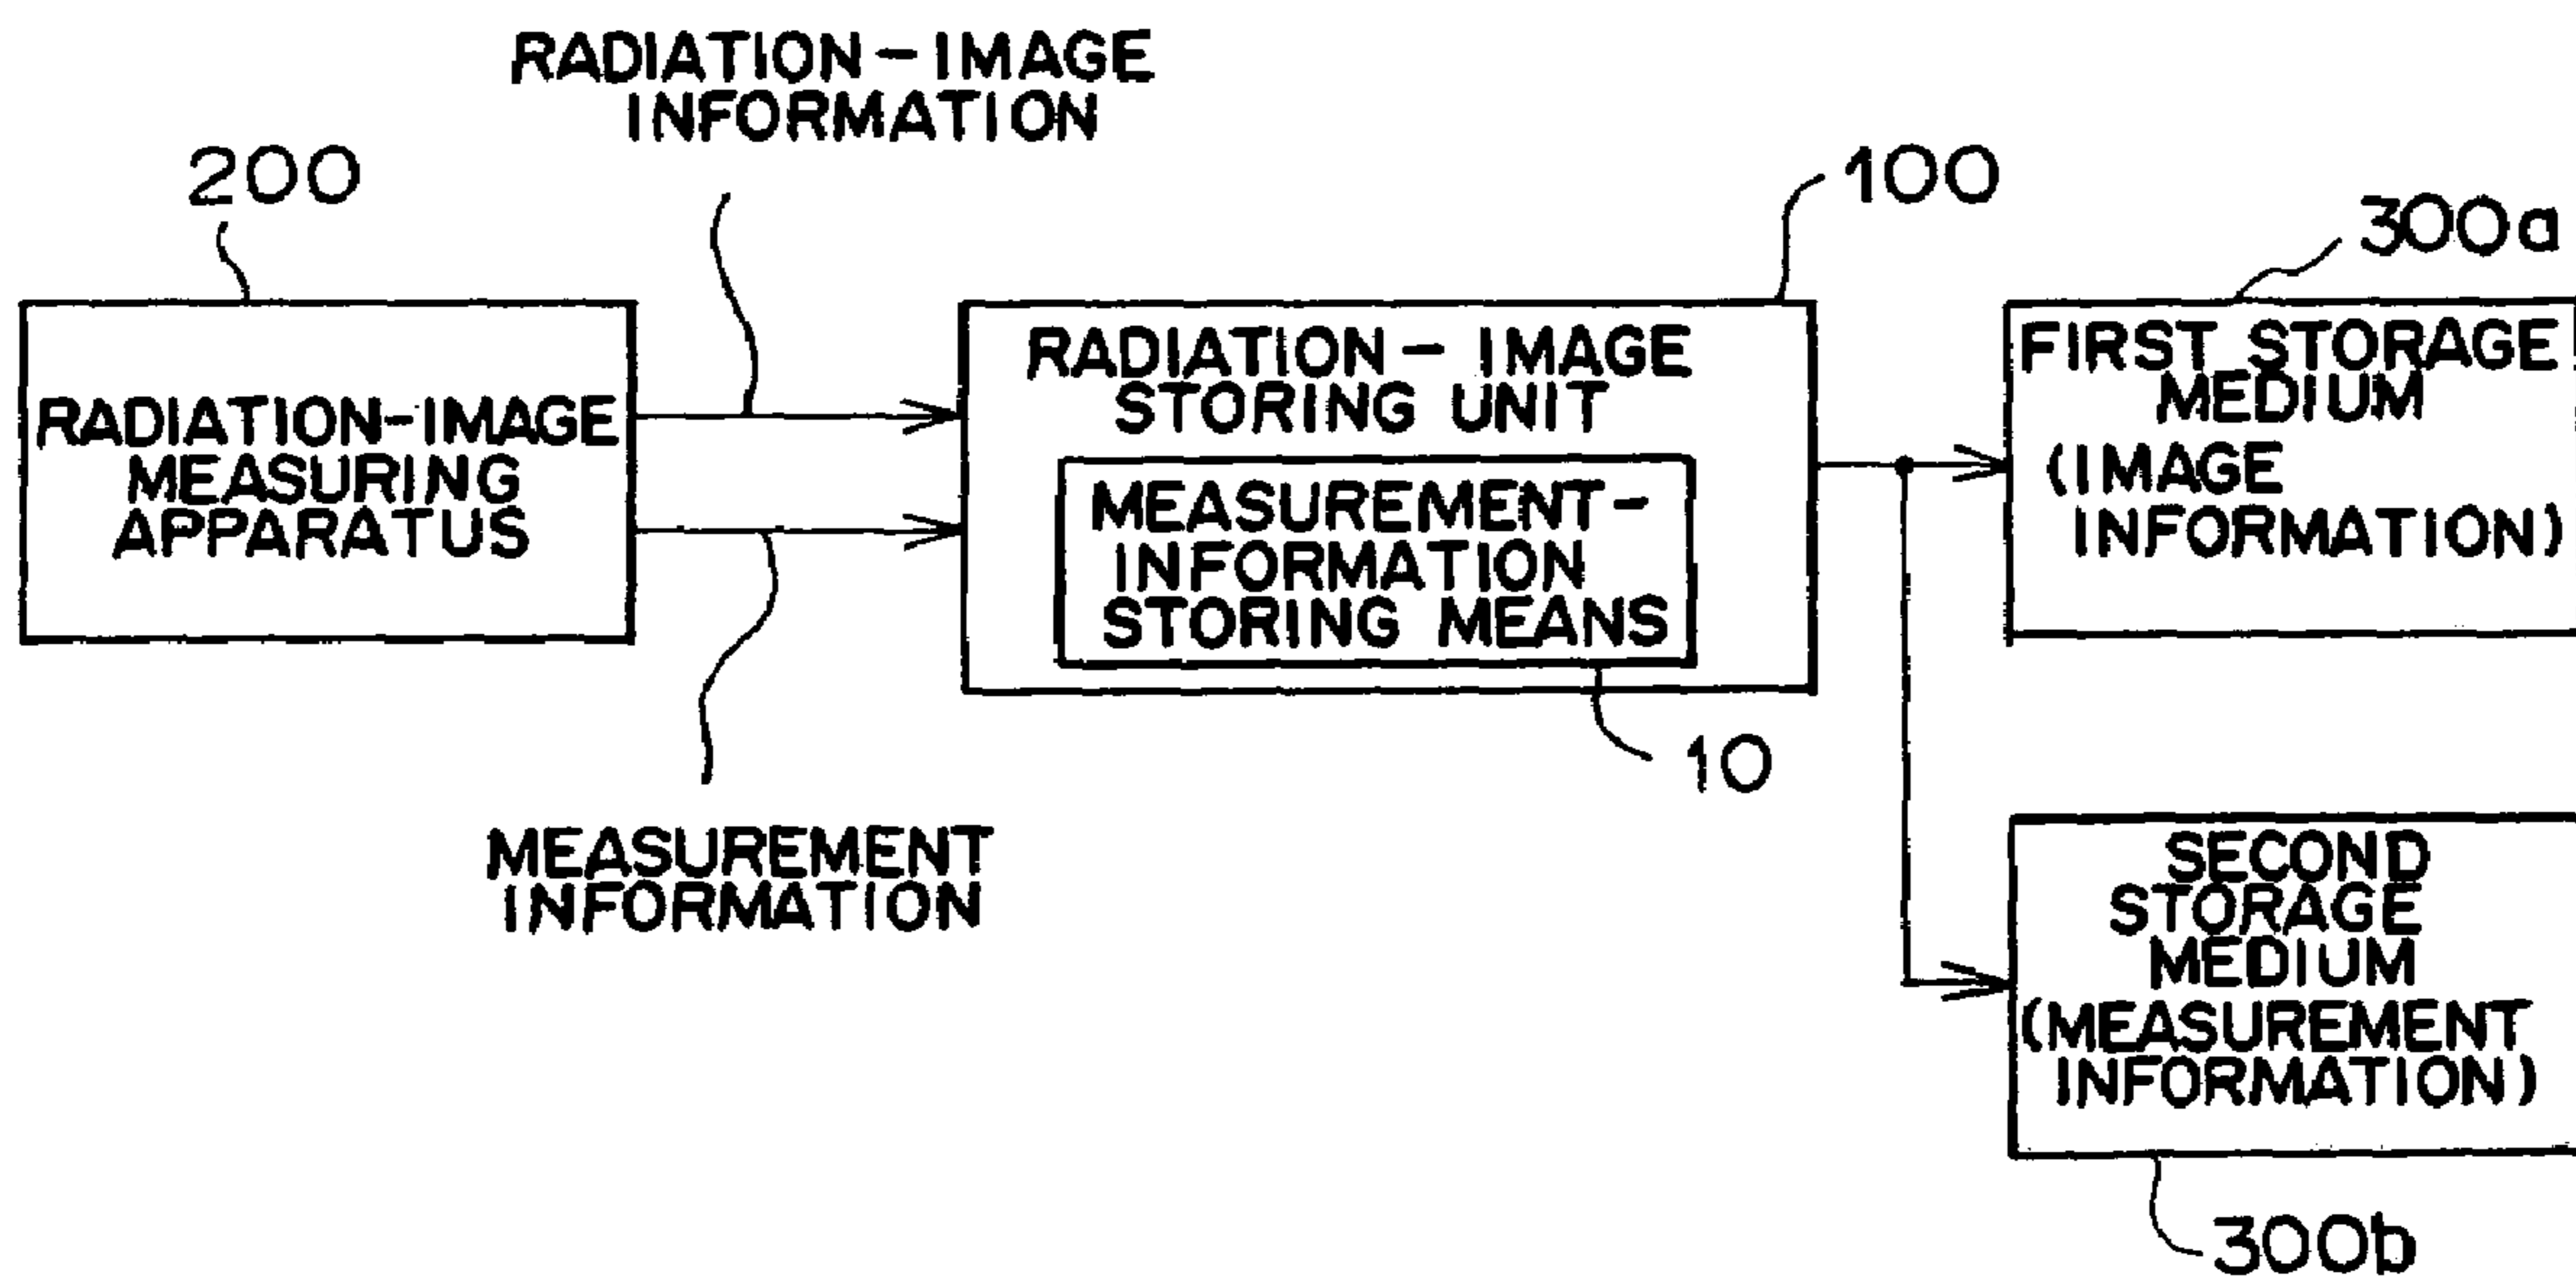 RADIATION-IMAGE
INFORMATION
200
100
300a
RADIATION-IMAGE
MEASURING
APPARATUS
RADIATION-IMAGE
STORING UNIT
MEASUREMENT-
INFORMATION
STORING MEANS
10
FIRST STORAGE
MEDIUM
(IMAGE
INFORMATION)
MEASUREMENT
INFORMATION
SECOND
STORAGE
MEDIUM
(MEASUREMENT
INFORMATION)
300b